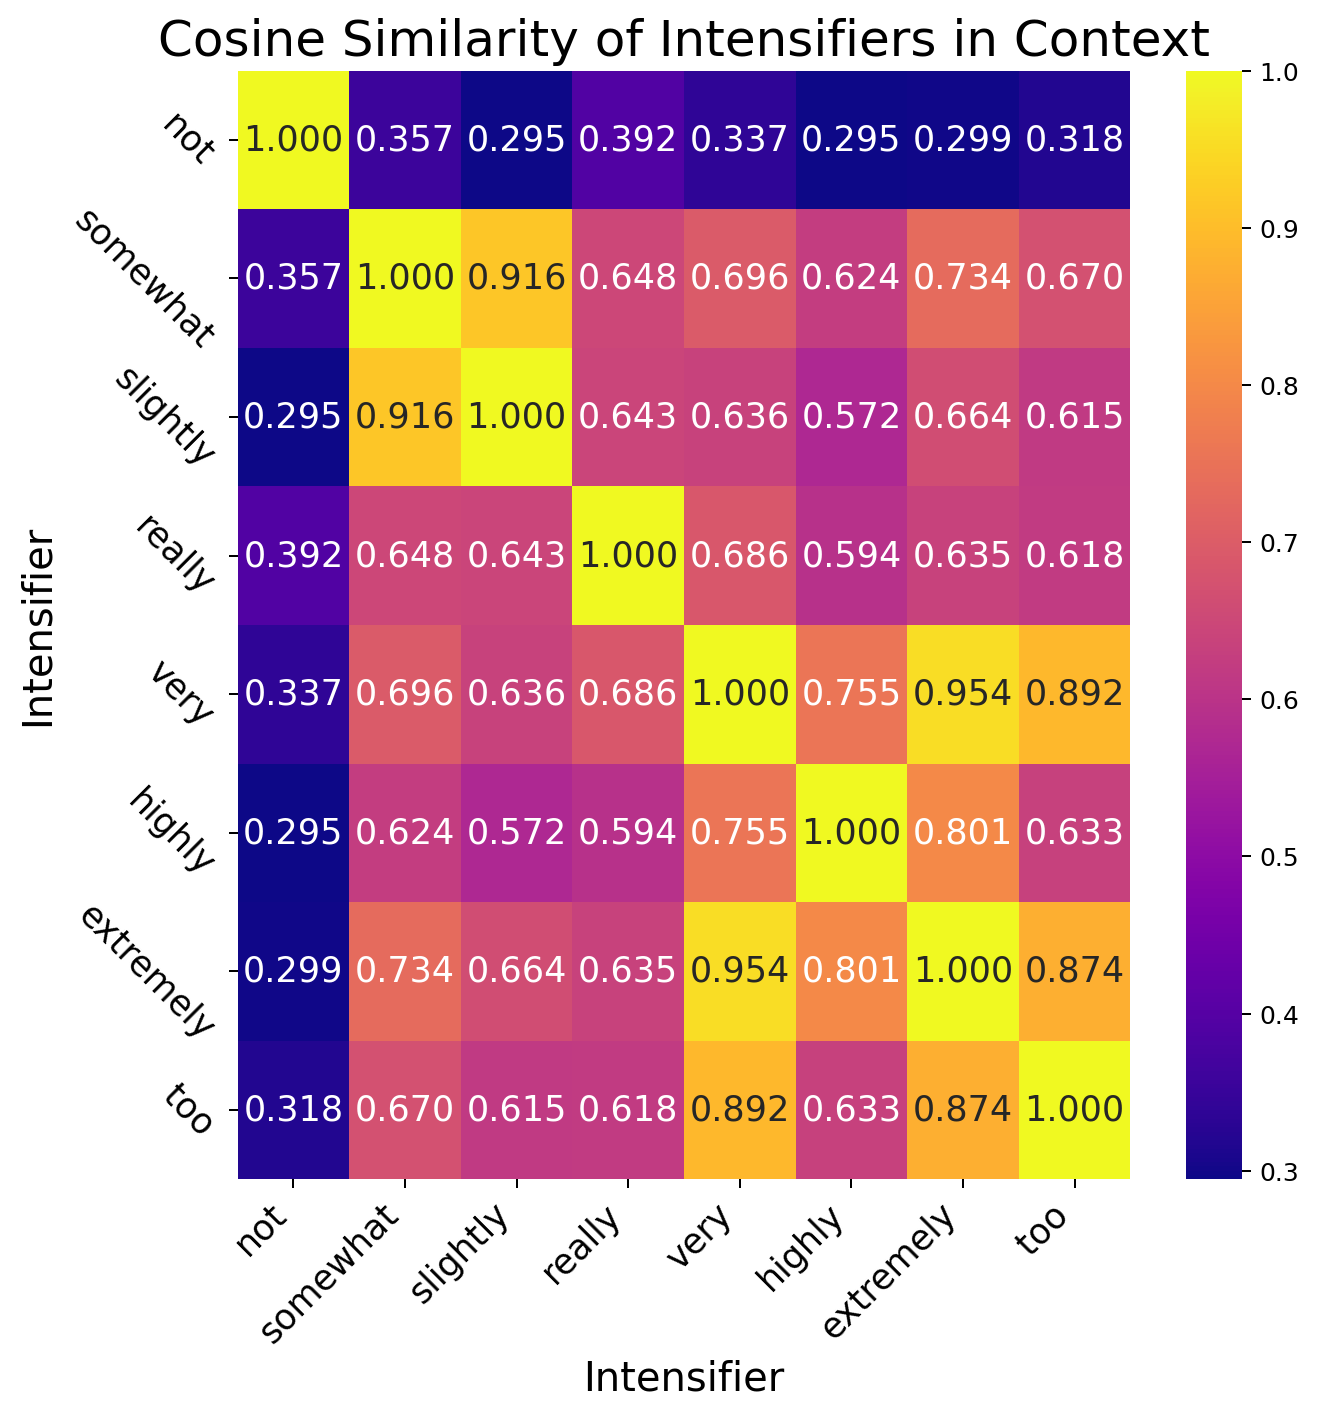 Cosine Similarity of Intensifiers in Context
not 1.000 0.357 0.295 0.392 0.337 0.295 0.299 0.318
somewhat 0.357 1.000 0.916 0.648 0.696 0.624 0.734 0.670
slightly 0.295 0.916 1.000 0.643 0.636 0.572 0.664 0.615
really 0.392 0.648 0.643 1.000 0.686 0.594 0.635 0.618
very 0.337 0.696 0.636 0.686 1.000 0.755 0.954 0.892
highly 0.295 0.624 0.572 0.594 0.755 1.000 0.801 0.633
extremely 0.299 0.734 0.664 0.635 0.954 0.801 1.000 0.874
too 0.318 0.670 0.615 0.618 0.892 0.633 0.874 1.000
not somewhat slightly really very highly extremely too
Intensifier
Intensifier
1.0
0.9
0.8
0.7
0.6
0.5
0.4
0.3